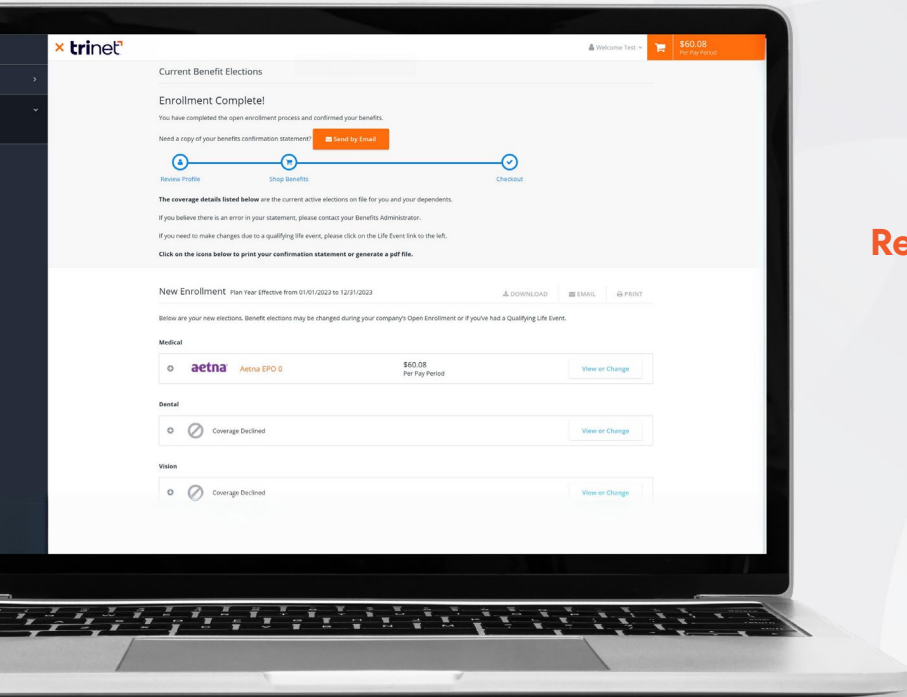 trinet
Welcome Test
$60.08
Per Pay Period
Current Benefit Elections
Enrollment Complete!
You have completed the open enrollment process and confirmed your benefits.
Need a copy of your benefits confirmation statement?
Send by Email
Review Profile
Shop Benefits
Checkout
The coverage details listed below are the current active elections on file for you and your dependents.
If you believe there is an error in your statement, please contact your Benefits Administrator.
If you need to make changes due to a qualifying life event, please click on the Life Event link to the left.
Click on the icons below to print your confirmation statement or generate a pdf file.
New Enrollment Plan Year Effective from 01/01/2023 to 12/31/2023
DOWNLOAD
EMAIL
PRINT
Below are your new elections. Benefit elections may be changed during your company's Open Enrollment or if you've had a Qualifying Life Event.
Medical
aetna
Aetna EPO 0
$60.08
Per Pay Period
View or Change
Dental
Coverage Declined
View or Change
Vision
Coverage Declined
View or Change
Re